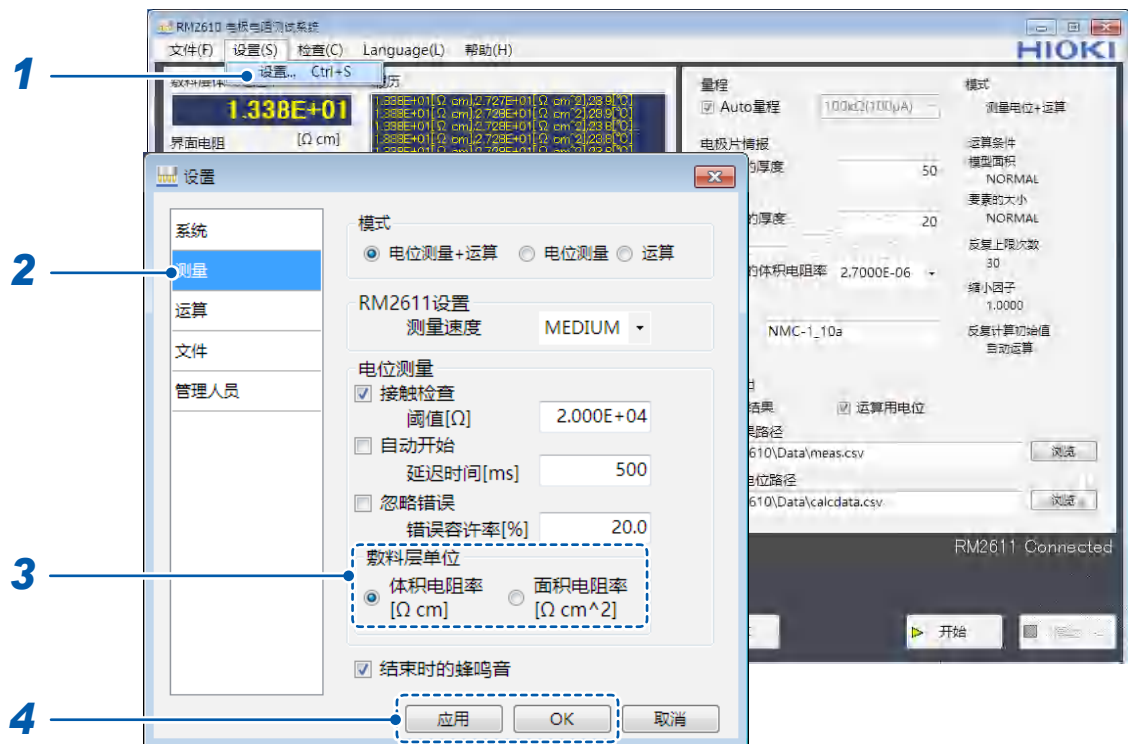 RM2610 电极电阻测试系统
文件(F) 设置(S) 检查(C) Language(L) 帮助(H)
HIOKI
1
设置... Ctrl+S
1.338E+01
界面电阻 [Ω cm]
量程
Auto量程 100kΩ(100μA)
电极片情报
的厚度 50
的厚度 20
的体积电阻率 2.7000E-06
NMC-1_10a
结果 运算用电位
果路径
610\Data\meas.csv 浏览
电位路径
610\Data\calcdata.csv 浏览
模式
测量电位+运算
运算条件
模型面积
NORMAL
要素的大小
NORMAL
反复上限次数
30
缩小因子
1.0000
反复计算初始值
自动运算
RM2611 Connected
开始
设置
2
系统
测量
运算
文件
管理人员
模式
电位测量+运算 电位测量 运算
RM2611设置
测量速度 MEDIUM
电位测量
接触检查
阈值[Ω] 2.000E+04
自动开始
延迟时间[ms] 500
忽略错误
错误容许率[%] 20.0
3
敷料层单位
体积电阻率 面积电阻率
[Ω cm] [Ω cm^2]
结束时的蜂鸣音
4
应用 OK 取消